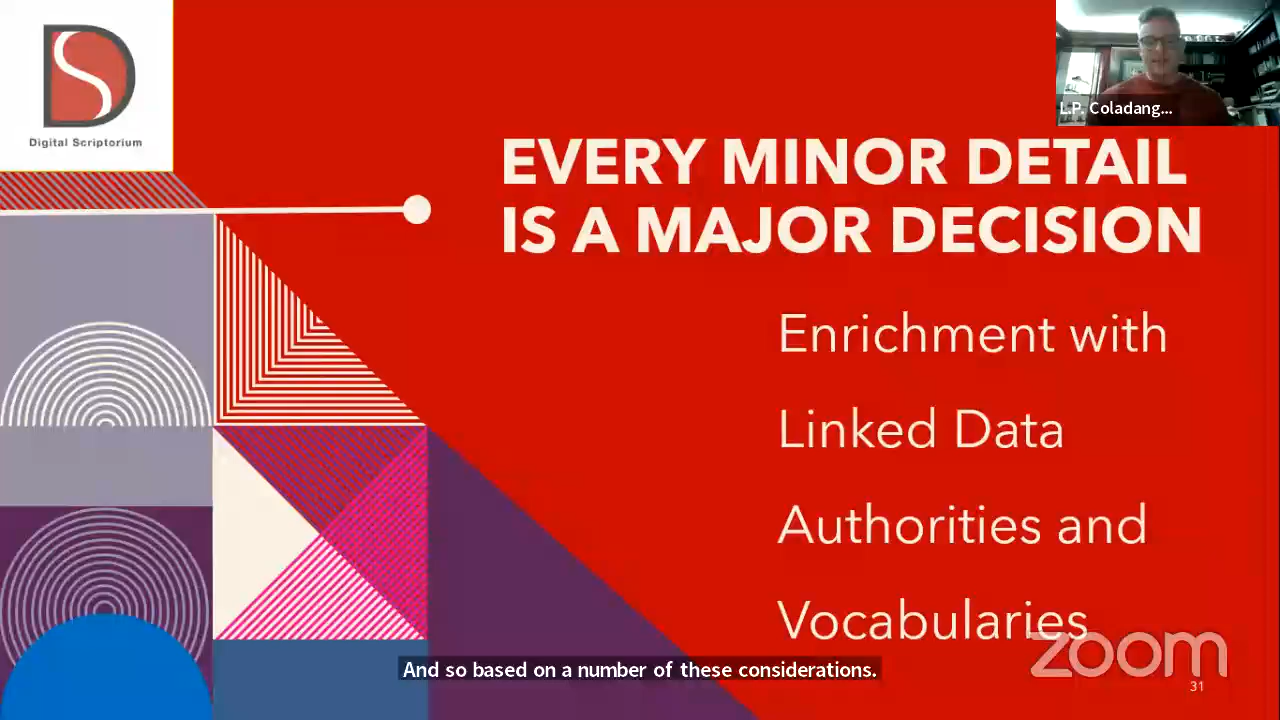 Digital Scriptorium
L.P. Coladang...
EVERY MINOR DETAIL
IS A MAJOR DECISION
Enrichment with
Linked Data
Authorities and
Vocabularies
zoom
And so based on a number of these considerations.
31